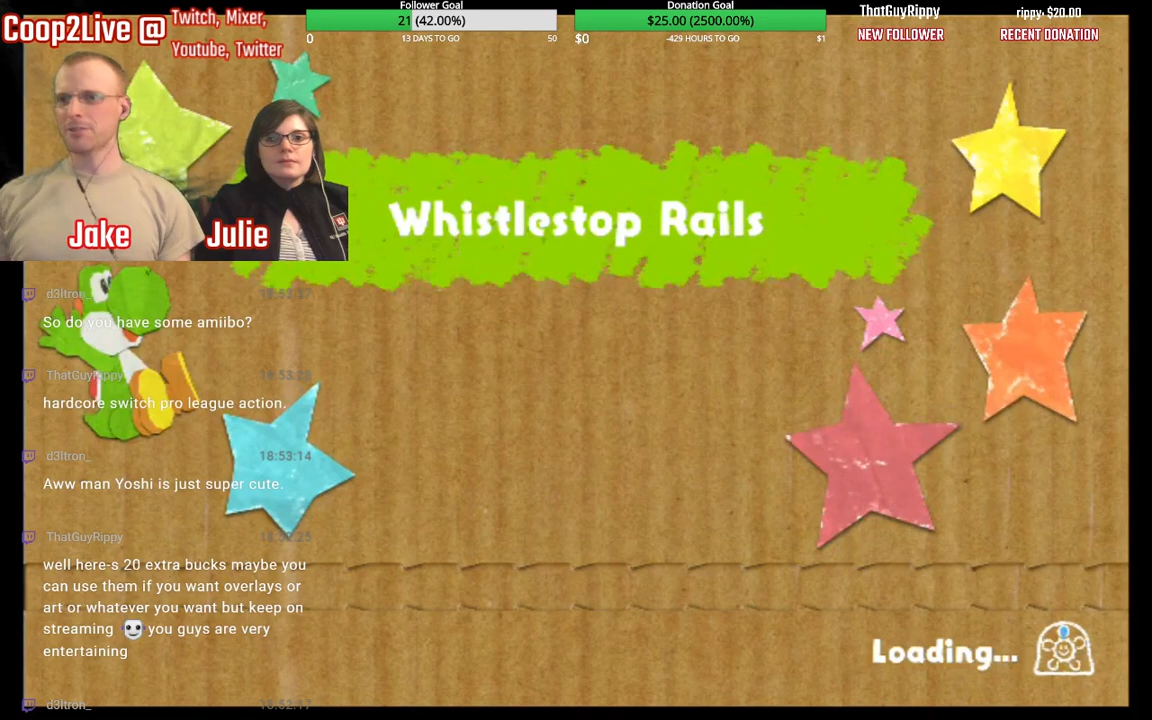 Coop2Live @
Twitch, Mixer,
Youtube, Twitter
Follower Goal
21 (42.00%)
0
13 DAYS TO GO
50
Donation Goal
$25.00 (2500.00%)
$0
-429 HOURS TO GO
$1
ThatGuyRippy
NEW FOLLOWER
rippy: $20.00
RECENT DONATION
Jake
Julie
Whistlestop Rails
d3ltron_
So do you have some amiibo?
ThatGuyRippy
hardcore switch pro league action.
d3ltron_ 18:53:14
Aww man Yoshi is just super cute.
ThatGuyRippy
well here-s 20 extra bucks maybe you
can use them if you want overlays or
art or whatever you want but keep on
streaming you guys are very
entertaining
d3ltron_
Loading...